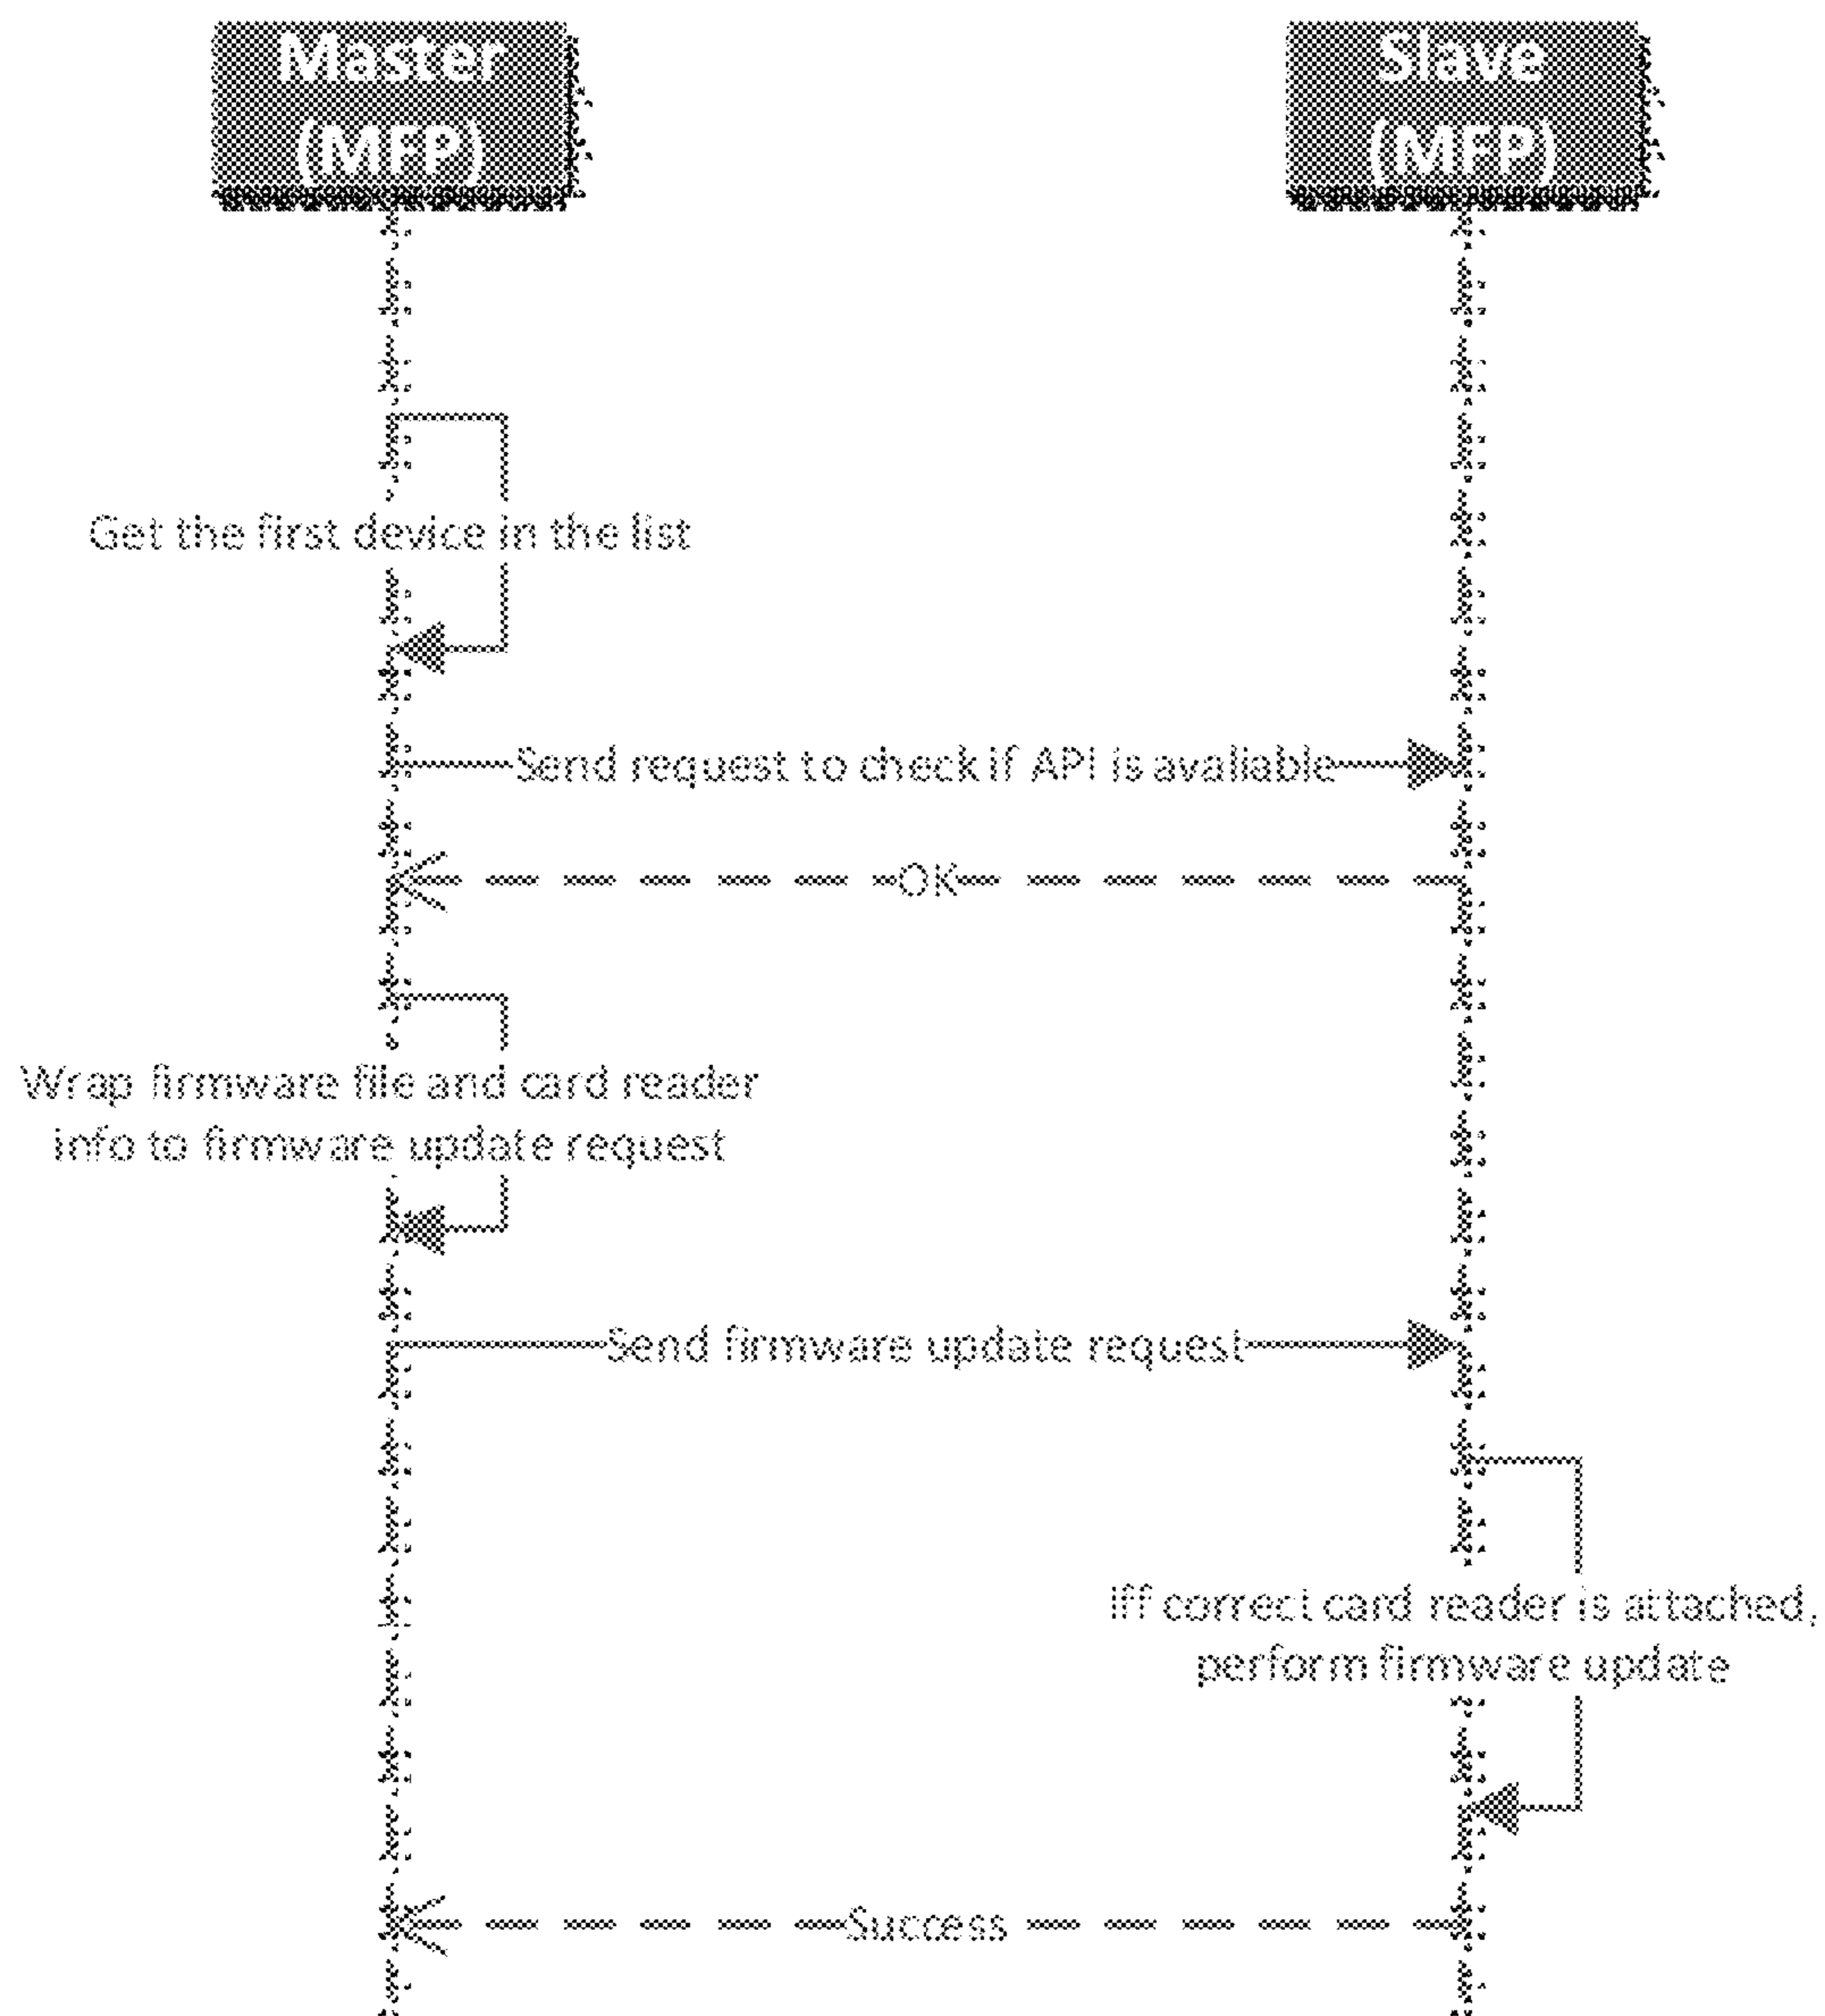 Master
(MFP)
Slave
(MFP)
Get the first device in the list
Send request to check if API is avaliable
OK
Wrap firmware file and card reader
info to firmware update request
Send firmware update request
Iff correct card reader is attached,
perform firmware update
Success